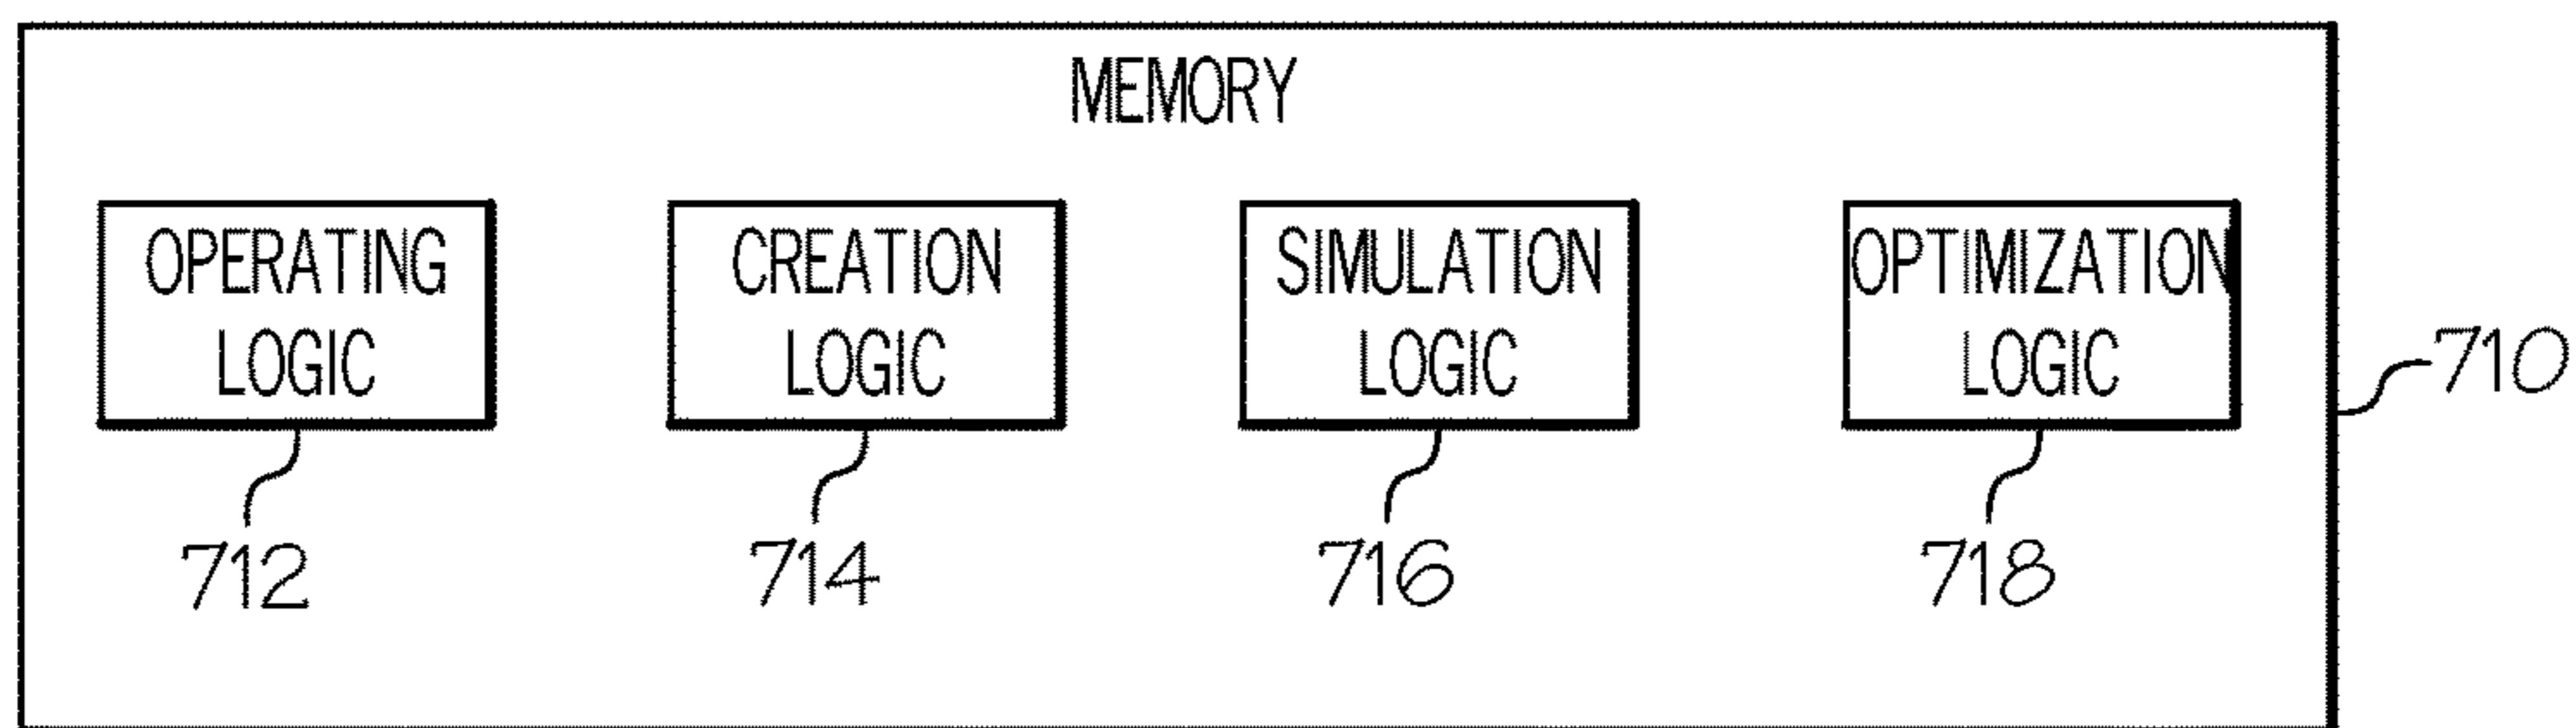 MEMORY
OPERATING
LOGIC
CREATION
LOGIC
SIMULATION
LOGIC
OPTIMIZATION
LOGIC
710
712
714
716
718